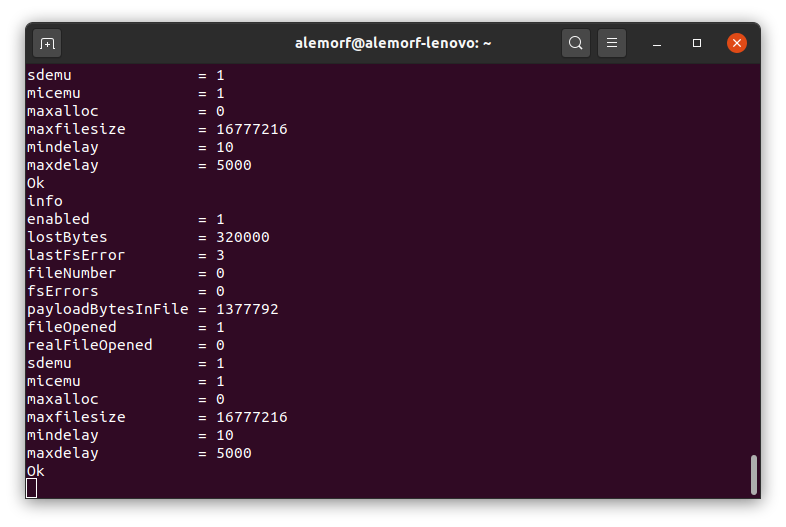 alemorf@alemorf-lenovo: ~
sdemu = 1
micemu = 1
maxalloc = 0
maxfilesize = 16777216
mindelay = 10
maxdelay = 5000
Ok
info
enabled = 1
lostBytes = 320000
lastFsError = 3
fileNumber = 0
fsErrors = 0
payloadBytesInFile = 1377792
fileOpened = 1
realFileOpened = 0
sdemu = 1
micemu = 1
maxalloc = 0
maxfilesize = 16777216
mindelay = 10
maxdelay = 5000
Ok